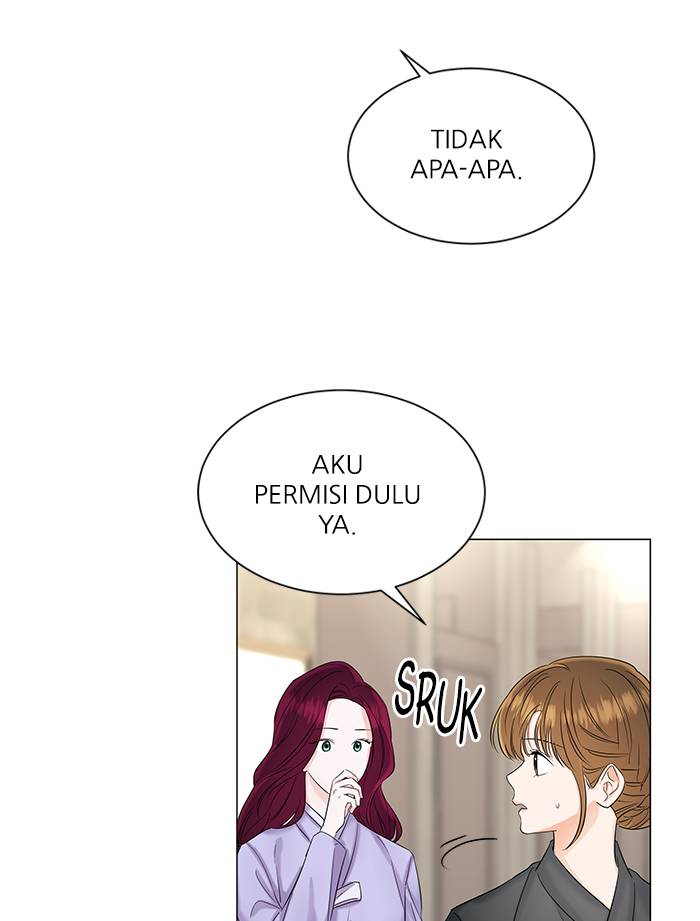 TIDAK
APA-APA.
AKU
PERMISI DULU
YA.
SRUK